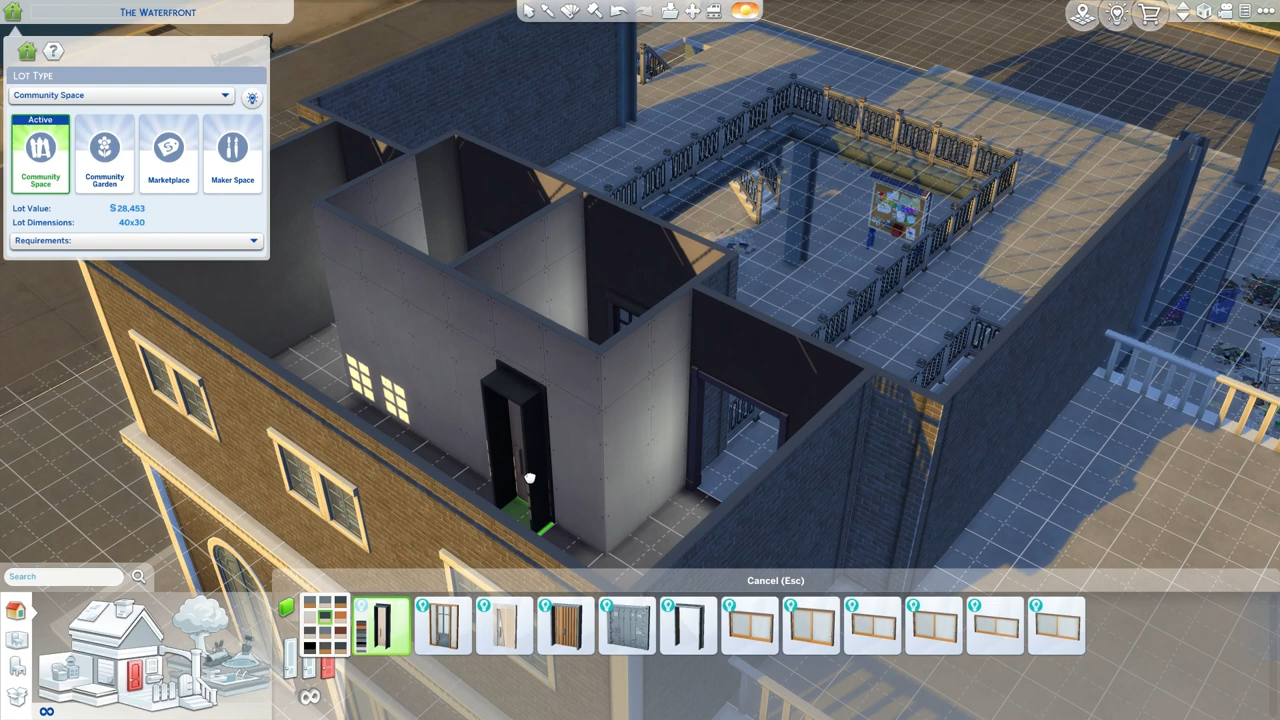 THE WATERFRONT
LOT TYPE
Community Space
Active
Community
Space
Community
Garden
Marketplace
Maker Space
Lot Value: §28,453
Lot Dimensions: 40x30
Requirements:
Cancel (Esc)
Search